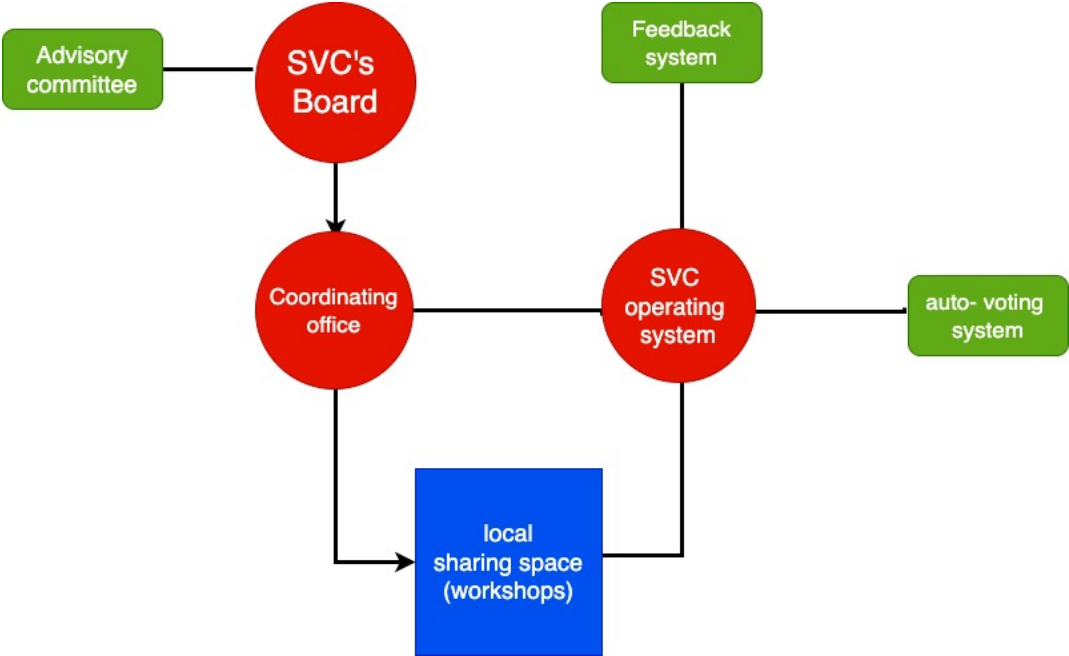 Advisory
committee
SVC's
Board
Feedback
system
Coordinating
office
SVC
operating
system
auto- voting
system
local
sharing space
(workshops)